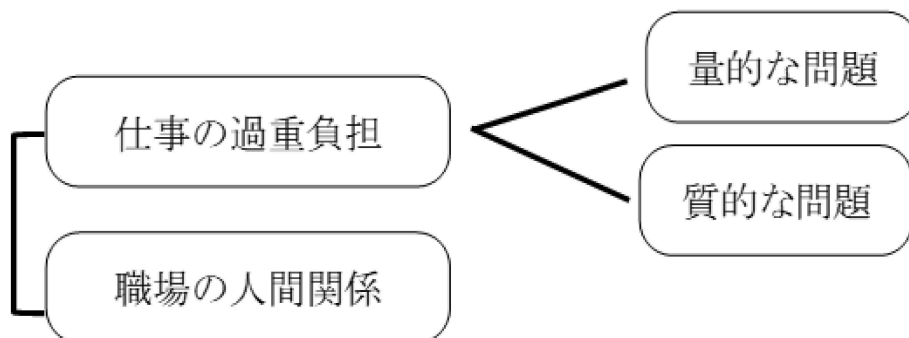 量的な問題
仕事の過重負担
質的な問題
職場の人間関係